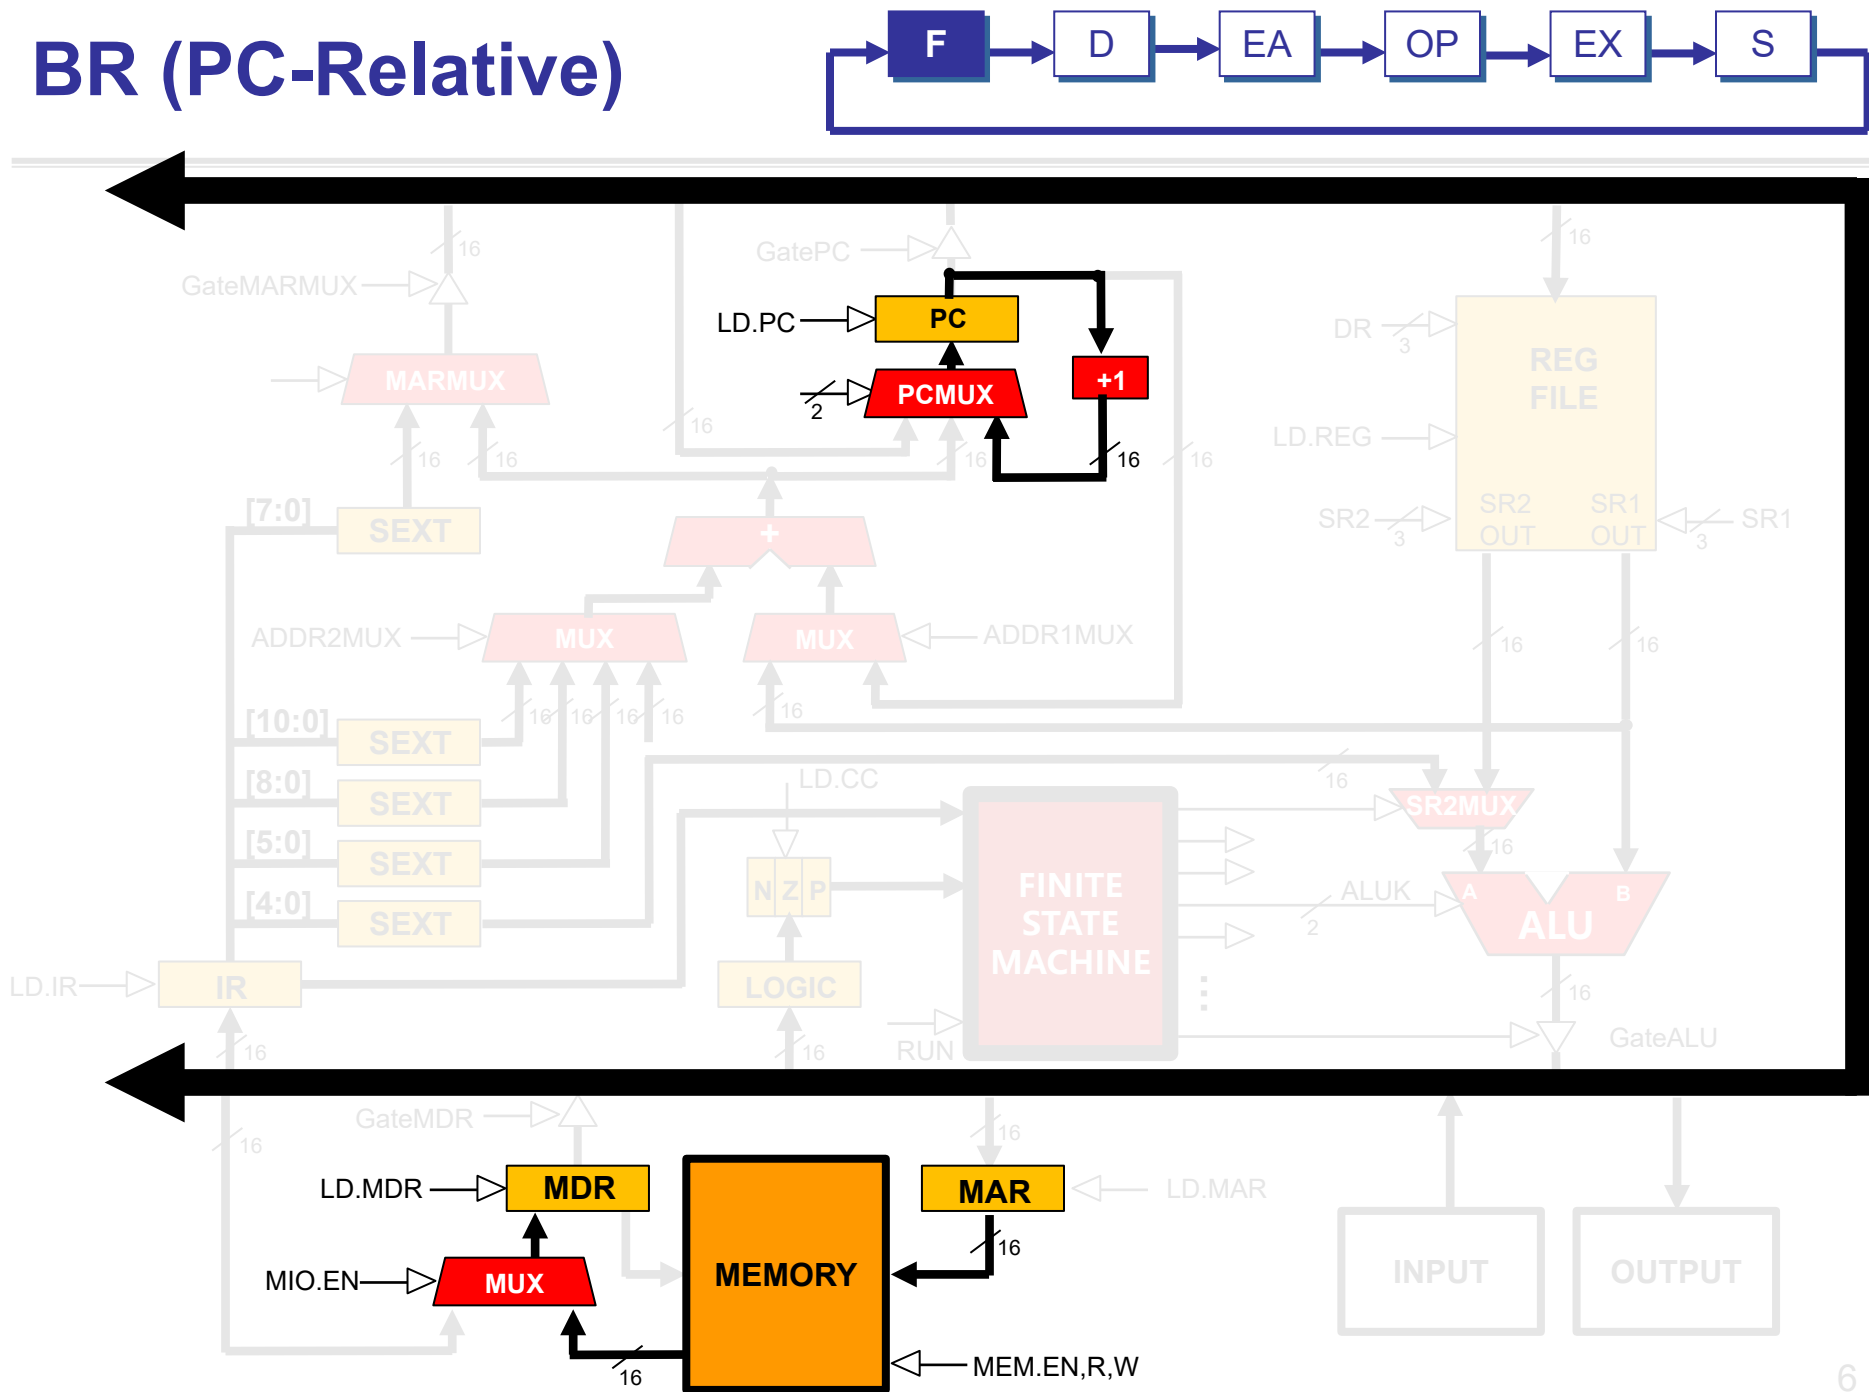 BR (PC-Relative)
F D EA OP EX S
16
GatePC
16
GateMARMUX
LD.PC
PC
DR
3
REG
FILE
MARMUX
2
PCMUX
+1
16
LD.REG
16
16
16
16
16
[7:0]
SEXT
+
SR2
3
SR2
OUT
SR1
OUT
3
SR1
ADDR2MUX
MUX
MUX
ADDR1MUX
16
16
[10:0]
SEXT
16
16
16
16
16
[8:0]
SEXT
LD.CC
16
SR2MUX
[5:0]
SEXT
16
N Z P
FINITE
STATE
MACHINE
ALUK
2
A
B
ALU
[4:0]
SEXT
LD.IR
IR
LOGIC
16
16
16
RUN
GateALU
GateMDR
16
16
LD.MDR
MDR
MAR
LD.MAR
16
MIO.EN
MUX
MEMORY
INPUT
OUTPUT
16
MEM.EN,R,W
6